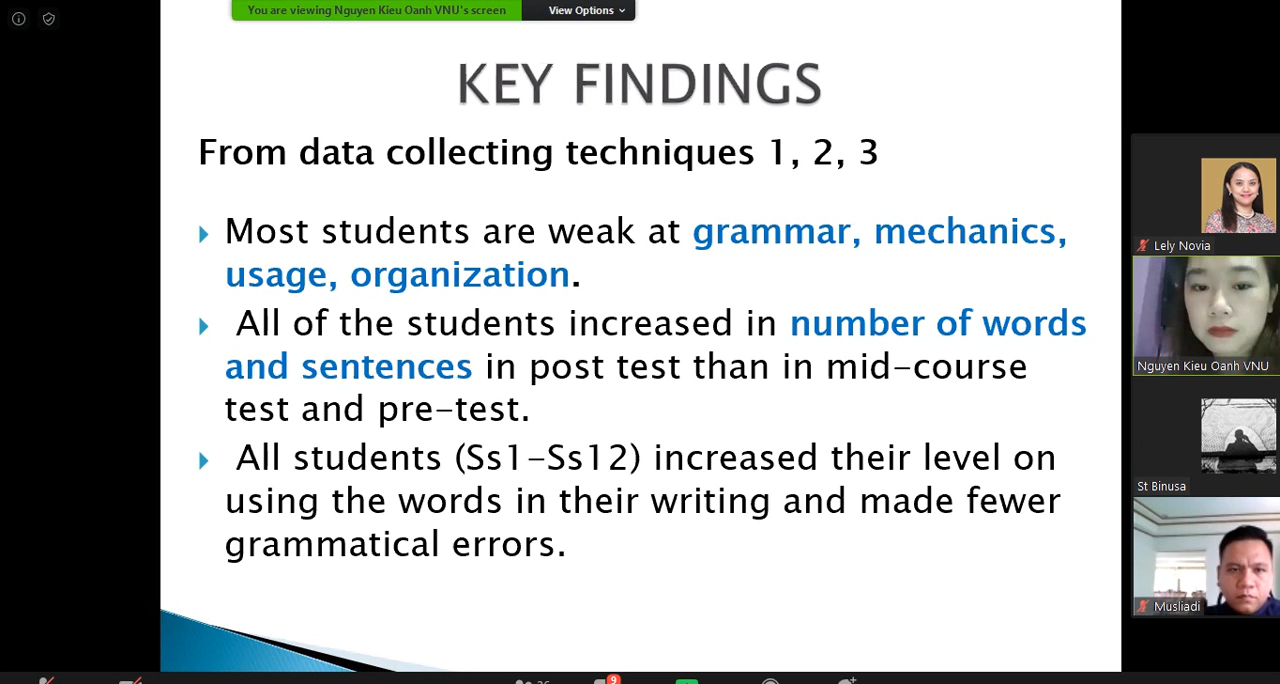 You are viewing Nguyen Kieu Oanh VNU's screen
View Options
KEY FINDINGS
From data collecting techniques 1, 2, 3
Most students are weak at grammar, mechanics,
usage, organization.
All of the students increased in number of words
and sentences in post test than in mid-course
test and pre-test.
All students (Ss1-Ss12) increased their level on
using the words in their writing and made fewer
grammatical errors.
Lely Novia
Nguyen Kieu Oanh VNU
St Binusa
Musliadi
9